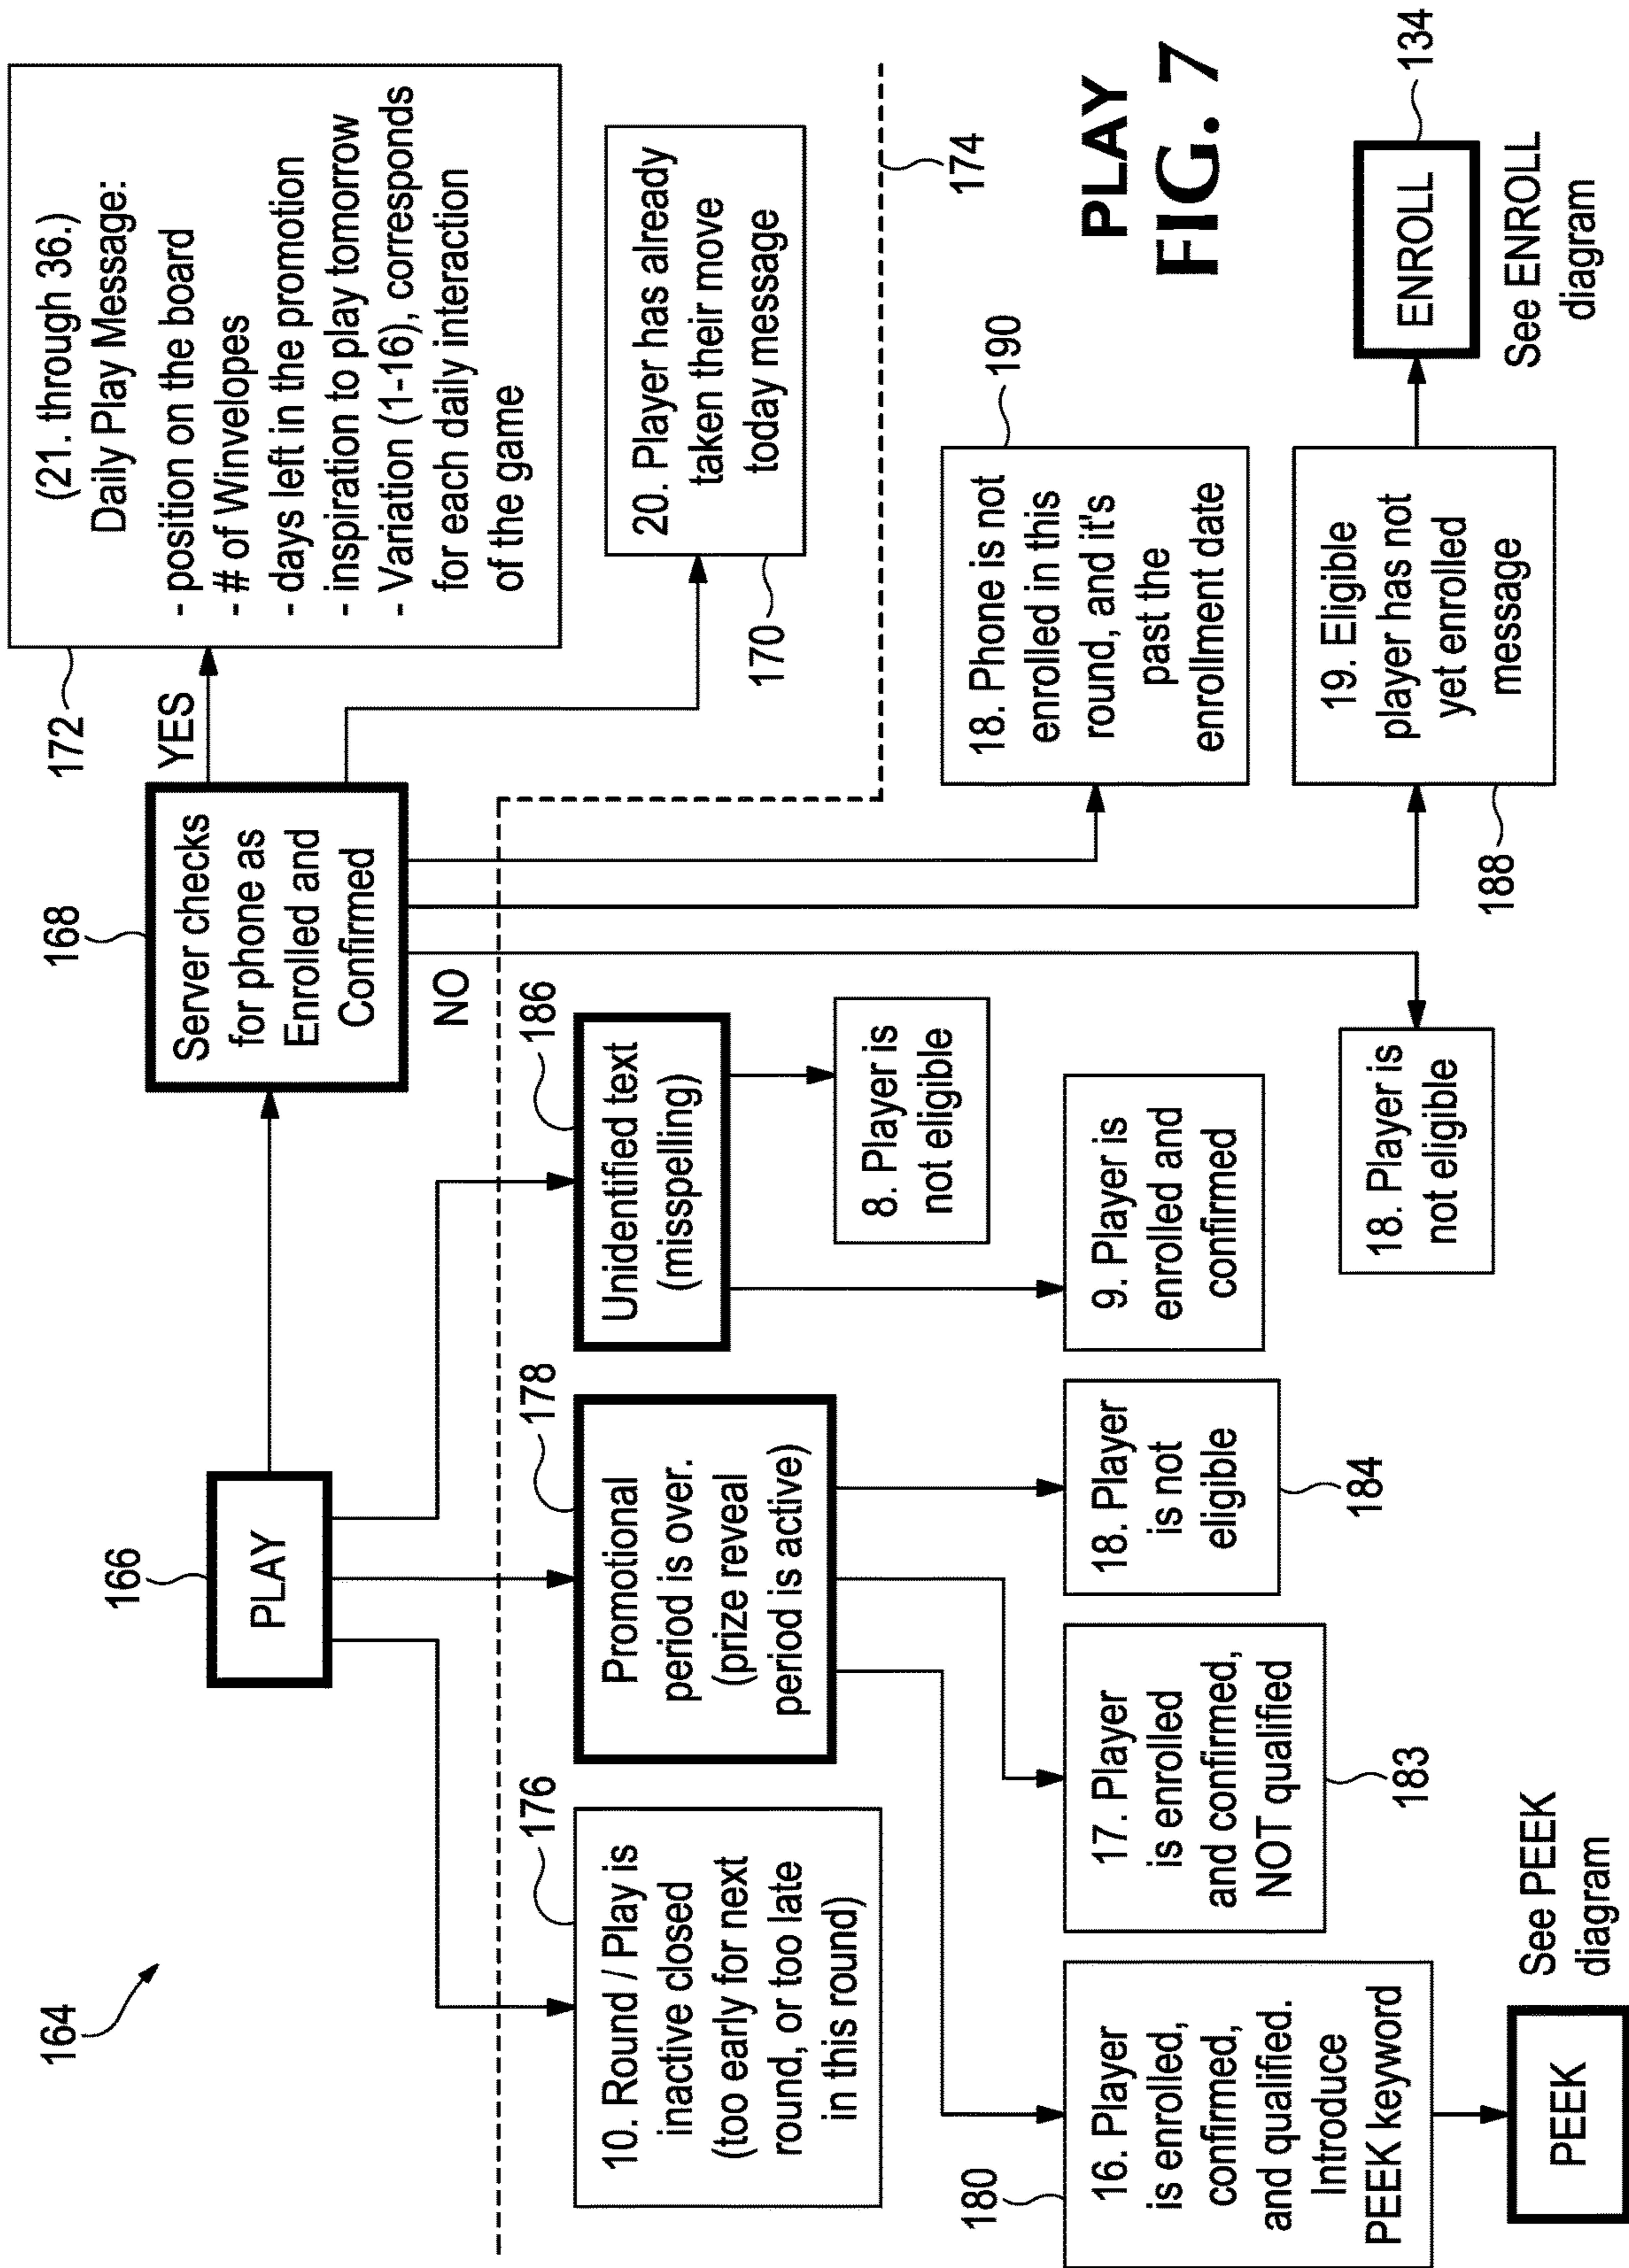 164
166
PLAY
168
Server checks
for phone as
Enrolled and
Confirmed
YES
NO
172
(21. through 36.)
Daily Play Message:
- position on the board
- # of Winvelopes
- days left in the promotion
- inspiration to play tomorrow
- Variation (1-16), corresponds
for each daily interaction
of the game
20. Player has already
taken their move
today message
170
174
176
10. Round / Play is
inactive closed
(too early for next
round, or too late
in this round)
178
Promotional
period is over.
(prize reveal
period is active)
186
Unidentified text
(misspelling)
8. Player is
not eligible
9. Player is
enrolled and
confirmed
180
16. Player
is enrolled,
confirmed,
and qualified.
Introduce
PEEK keyword
17. Player
is enrolled
and confirmed,
NOT qualified
183
18. Player
is not
eligible
184
18. Player is
not eligible
190
18. Phone is not
enrolled in this
round, and it's
past the
enrollment date
19. Eligible
player has not
yet enrolled
message
188
ENROLL
134
See ENROLL
diagram
PEEK
See PEEK
diagram
PLAY
FIG. 7